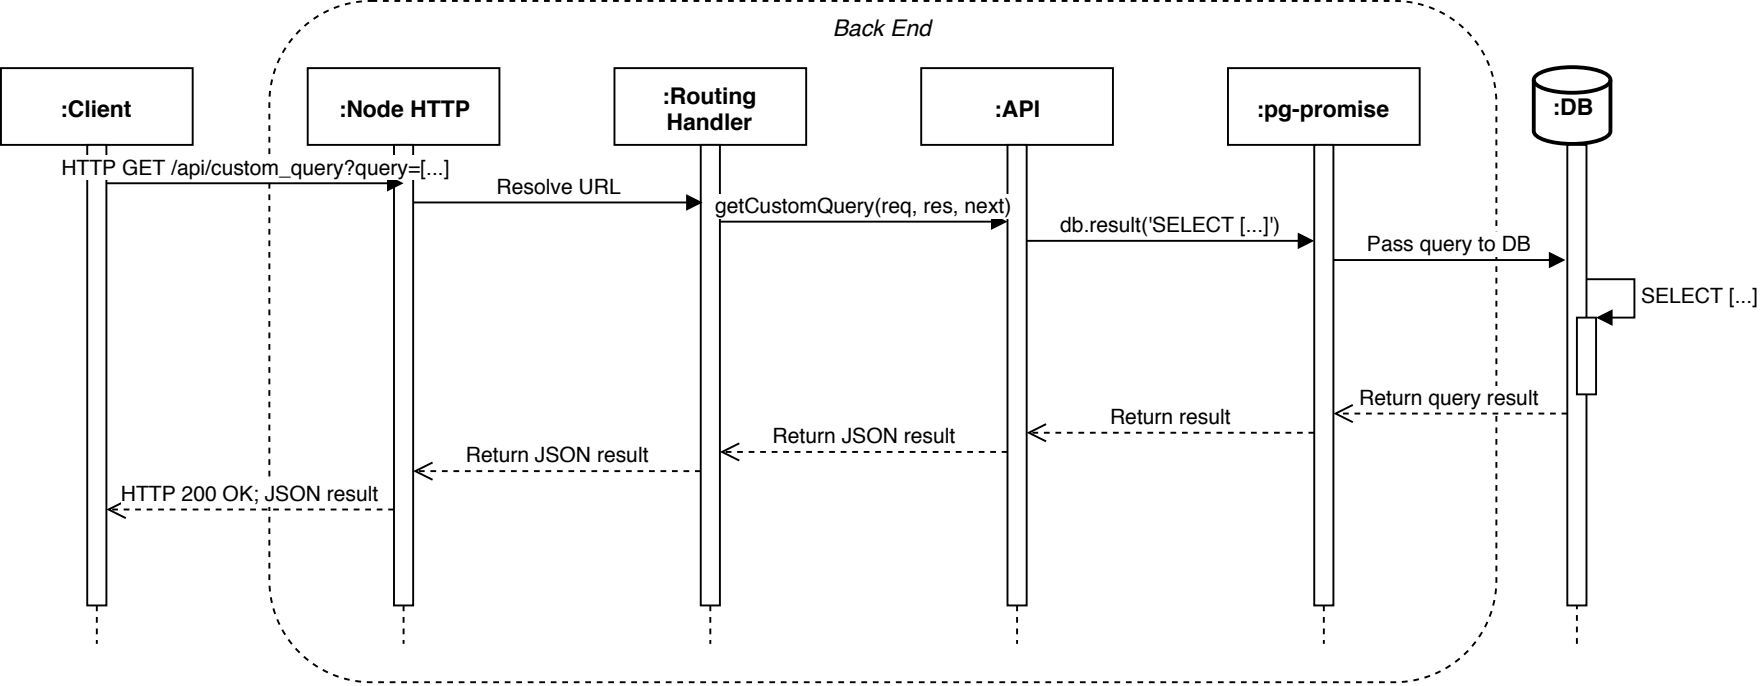 Back End
:Client
:Node HTTP
:Routing
Handler
:API
:pg-promise
:DB
HTTP GET /api/custom_query?query=[...]
Resolve URL
getCustomQuery(req, res, next)
db.result('SELECT [...]')
Pass query to DB
SELECT [...]
Return query result
Return result
Return JSON result
Return JSON result
HTTP 200 OK; JSON result